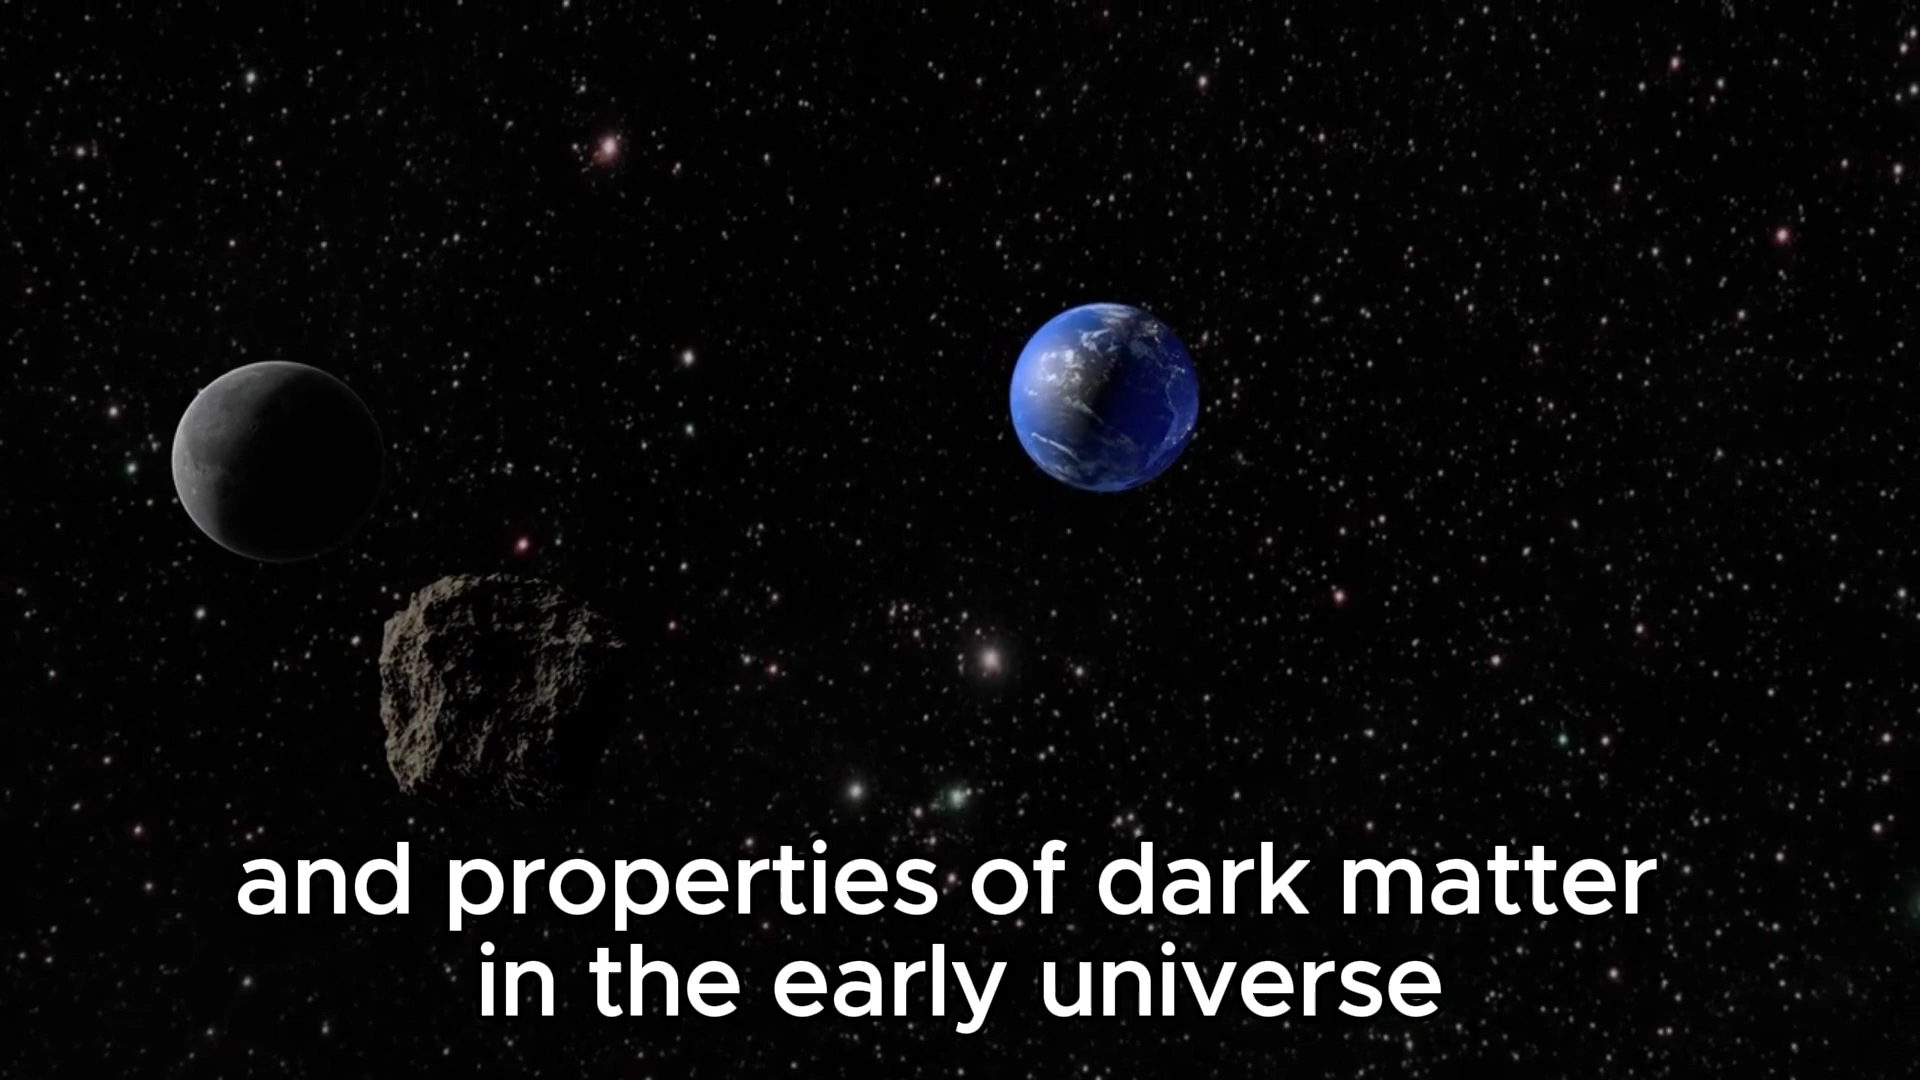 and properties of dark matter
in the early universe